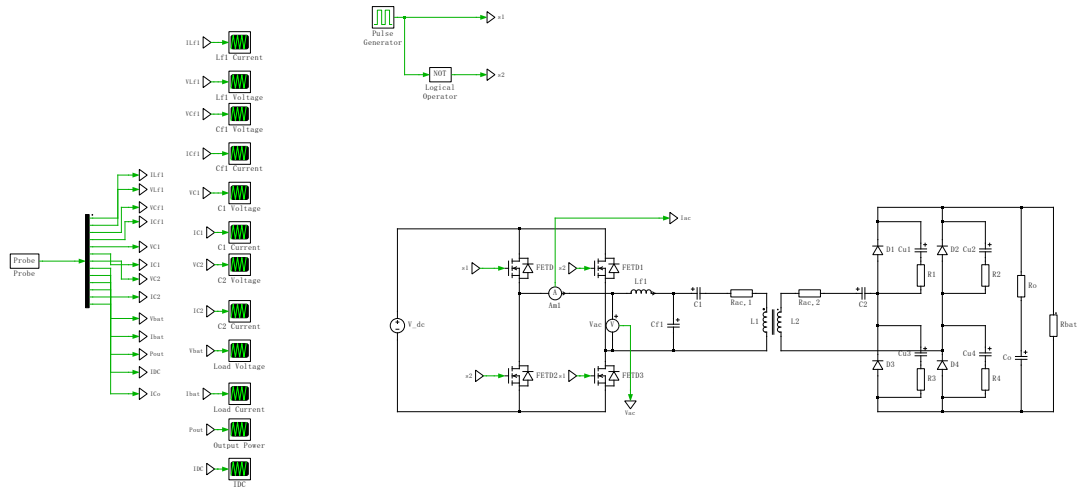 Pulse
Generator
s1
NOT
s2
Logical
Operator
ILf1
Lf1 Current
VLf1
Lf1 Voltage
VCf1
Cf1 Voltage
ICf1
Cf1 Current
VC1
C1 Voltage
IC1
C1 Current
VC2
C2 Voltage
IC2
C2 Current
Vbat
Load Voltage
Ibat
Load Current
Pout
Output Power
IDC
IDC
Probe
Probe
ILf1
VLf1
VCf1
ICf1
VC1
IC1
VC2
IC2
Vbat
Ibat
Pout
IDC
ICo
Iac
s1
FETD
s2
FETD1
A
Am1
Lf1
C1
Rac,1
Rac,2
C2
V_dc
Vac
V
Cf1
L1
L2
s2
FETD2
s1
FETD3
Vac
D1
Cu1
D2
Cu2
R1
R2
Ro
Rbat
Cu3
Cu4
Co
D3
D4
R3
R4